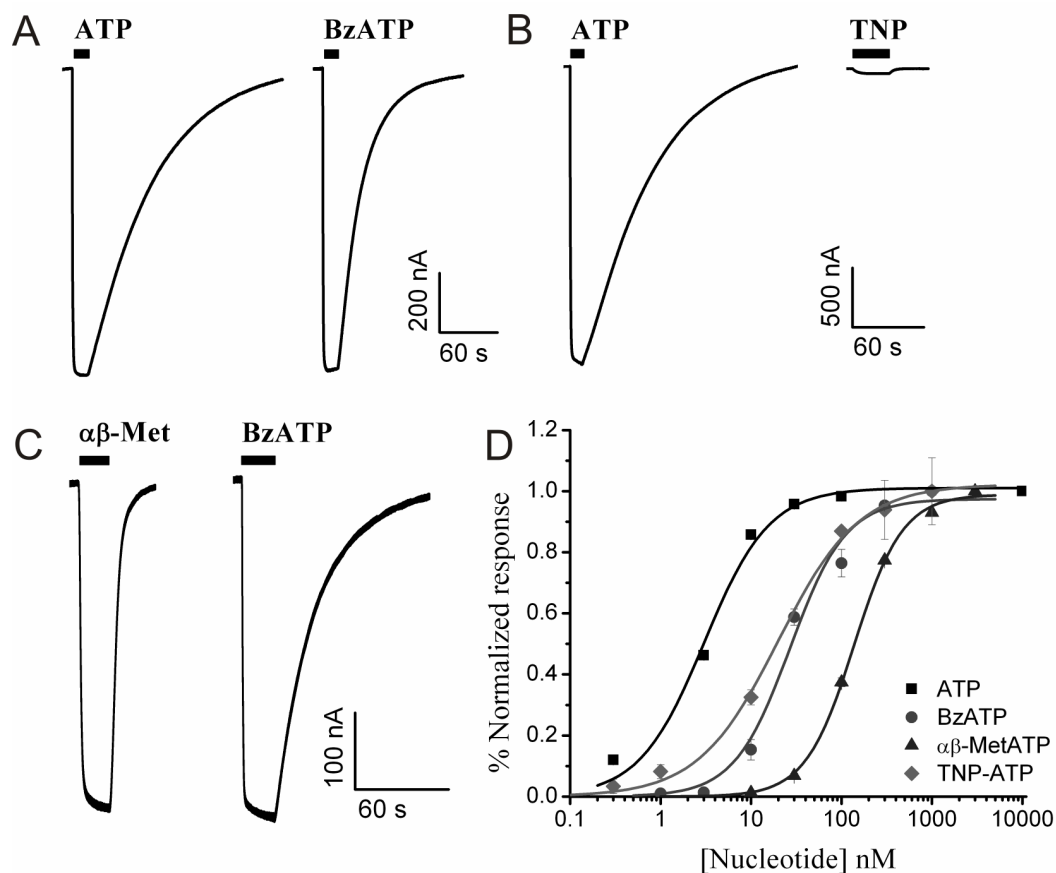 A
ATP
BzATP
200 nA
60 s
B
ATP
TNP
500 nA
60 s
C
αβ-Met
BzATP
100 nA
60 s
D
% Normalized response
1.2
1.0
0.8
0.6
0.4
0.2
0.0
0.1
1
10
100
1000
10000
[Nucleotide] nM
ATP
BzATP
αβ-MetATP
TNP-ATP